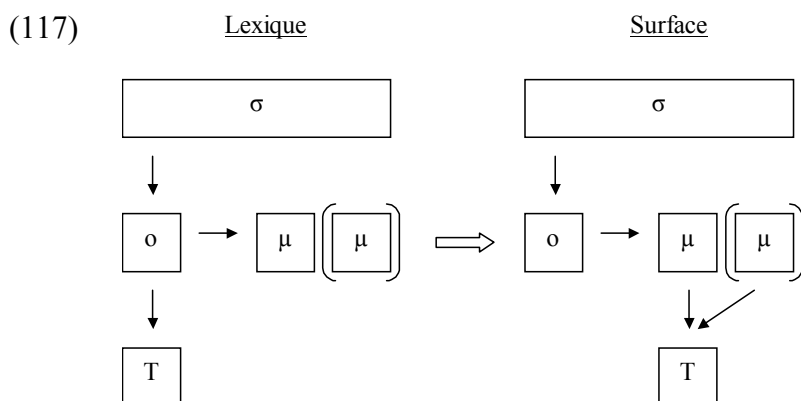 (117) Lexique Surface
σ σ
o μ (μ) o μ (μ)
T T